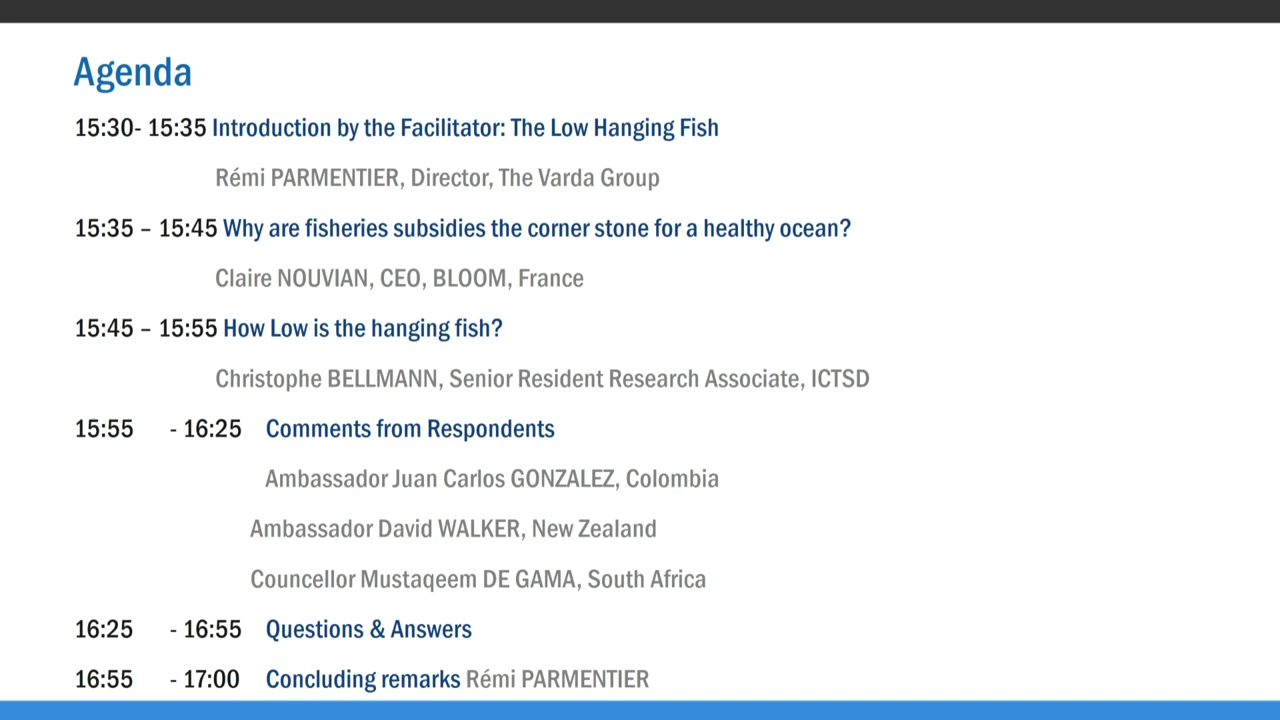 Agenda
15:30- 15:35 Introduction by the Facilitator: The Low Hanging Fish
Rémi PARMENTIER, Director, The Varda Group
15:35 – 15:45 Why are fisheries subsidies the corner stone for a healthy ocean?
Claire NOUVIAN, CEO, BLOOM, France
15:45 – 15:55 How Low is the hanging fish?
Christophe BELLMANN, Senior Resident Research Associate, ICTSD
15:55 - 16:25 Comments from Respondents
Ambassador Juan Carlos GONZALEZ, Colombia
Ambassador David WALKER, New Zealand
Councellor Mustaqeem DE GAMA, South Africa
16:25 - 16:55 Questions & Answers
16:55 - 17:00 Concluding remarks Rémi PARMENTIER